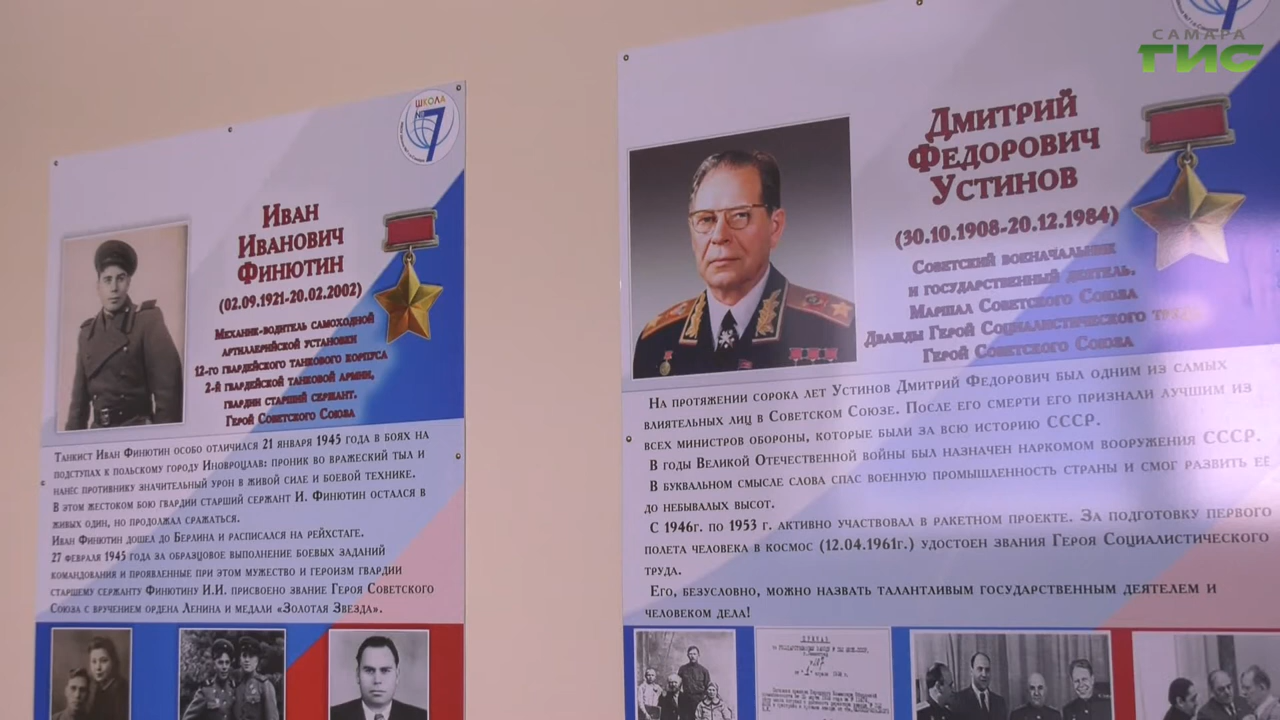 САМАРА
ГИС
7
ШКОЛА
№7
ИВАН
ИВАНОВИЧ
ФИНЮТИН
(02.09.1921-20.02.2002)
МЕХАНИК-ВОДИТЕЛЬ САМОХОДНОЙ
АРТИЛЛЕРИЙСКОЙ УСТАНОВКИ
12-ГО ГВАРДЕЙСКОГО ТАНКОВОГО КОРПУСА
2-Й ГВАРДЕЙСКОЙ ТАНКОВОЙ АРМИИ,
ГВАРДИИ СТАРШИЙ СЕРЖАНТ.
ГЕРОЙ СОВЕТСКОГО СОЮЗА
ТАНКИСТ ИВАН ФИНЮТИН ОСОБО ОТЛИЧИЛСЯ 21 ЯНВАРЯ 1945 ГОДА В БОЯХ НА
ПОДСТУПАХ К ПОЛЬСКОМУ ГОРОДУ ИНОВРОЦЛАВ: ПРОНИК ВО ВРАЖЕСКИЙ ТЫЛ И
НАНЁС ПРОТИВНИКУ ЗНАЧИТЕЛЬНЫЙ УРОН В ЖИВОЙ СИЛЕ И БОЕВОЙ ТЕХНИКЕ.
В ЭТОМ ЖЕСТОКОМ БОЮ ГВАРДИИ СТАРШИЙ СЕРЖАНТ И. ФИНЮТИН ОСТАЛСЯ В
ЖИВЫХ ОДИН, НО ПРОДОЛЖАЛ СРАЖАТЬСЯ.
ИВАН ФИНЮТИН ДОШЕЛ ДО БЕРЛИНА И РАСПИСАЛСЯ НА РЕЙХСТАГЕ.
27 ФЕВРАЛЯ 1945 ГОДА ЗА ОБРАЗЦОВОЕ ВЫПОЛНЕНИЕ БОЕВЫХ ЗАДАНИЙ
КОМАНДОВАНИЯ И ПРОЯВЛЕННЫЕ ПРИ ЭТОМ МУЖЕСТВО И ГЕРОИЗМ ГВАРДИИ
СТАРШЕМУ СЕРЖАНТУ ФИНЮТИНУ И.И. ПРИСВОЕНО ЗВАНИЕ ГЕРОЯ СОВЕТСКОГО
СОЮЗА С ВРУЧЕНИЕМ ОРДЕНА ЛЕНИНА И МЕДАЛИ «ЗОЛОТАЯ ЗВЕЗДА».
ДМИТРИЙ
ФЕДОРОВИЧ
УСТИНОВ
(30.10.1908-20.12.1984)
СОВЕТСКИЙ ВОЕНАЧАЛЬНИК
И ГОСУДАРСТВЕННЫЙ ДЕЯТЕЛЬ.
МАРШАЛ СОВЕТСКОГО СОЮЗА
ДВАЖДЫ ГЕРОЙ СОЦИАЛИСТИЧЕСКОГО ТРУДА
ГЕРОЙ СОВЕТСКОГО СОЮЗА
НА ПРОТЯЖЕНИИ СОРОКА ЛЕТ УСТИНОВ ДМИТРИЙ ФЕДОРОВИЧ БЫЛ ОДНИМ ИЗ САМЫХ
ВЛИЯТЕЛЬНЫХ ЛИЦ В СОВЕТСКОМ СОЮЗЕ. ПОСЛЕ ЕГО СМЕРТИ ЕГО ПРИЗНАЛИ ЛУЧШИМ ИЗ
ВСЕХ МИНИСТРОВ ОБОРОНЫ, КОТОРЫЕ БЫЛИ ЗА ВСЮ ИСТОРИЮ СССР.
В ГОДЫ ВЕЛИКОЙ ОТЕЧЕСТВЕННОЙ ВОЙНЫ БЫЛ НАЗНАЧЕН НАРКОМОМ ВООРУЖЕНИЯ СССР.
В БУКВАЛЬНОМ СМЫСЛЕ СЛОВА СПАС ВОЕННУЮ ПРОМЫШЛЕННОСТЬ СТРАНЫ И СМОГ РАЗВИТЬ ЕЁ
ДО НЕБЫВАЛЫХ ВЫСОТ.
С 1946Г. ПО 1953 Г. АКТИВНО УЧАСТВОВАЛ В РАКЕТНОМ ПРОЕКТЕ. ЗА ПОДГОТОВКУ ПЕРВОГО
ПОЛЕТА ЧЕЛОВЕКА В КОСМОС (12.04.1961Г.) УДОСТОЕН ЗВАНИЯ ГЕРОЯ СОЦИАЛИСТИЧЕСКОГО
ТРУДА.
ЕГО, БЕЗУСЛОВНО, МОЖНО НАЗВАТЬ ТАЛАНТЛИВЫМ ГОСУДАРСТВЕННЫМ ДЕЯТЕЛЕМ И
ЧЕЛОВЕКОМ ДЕЛА!
ПРИКАЗ